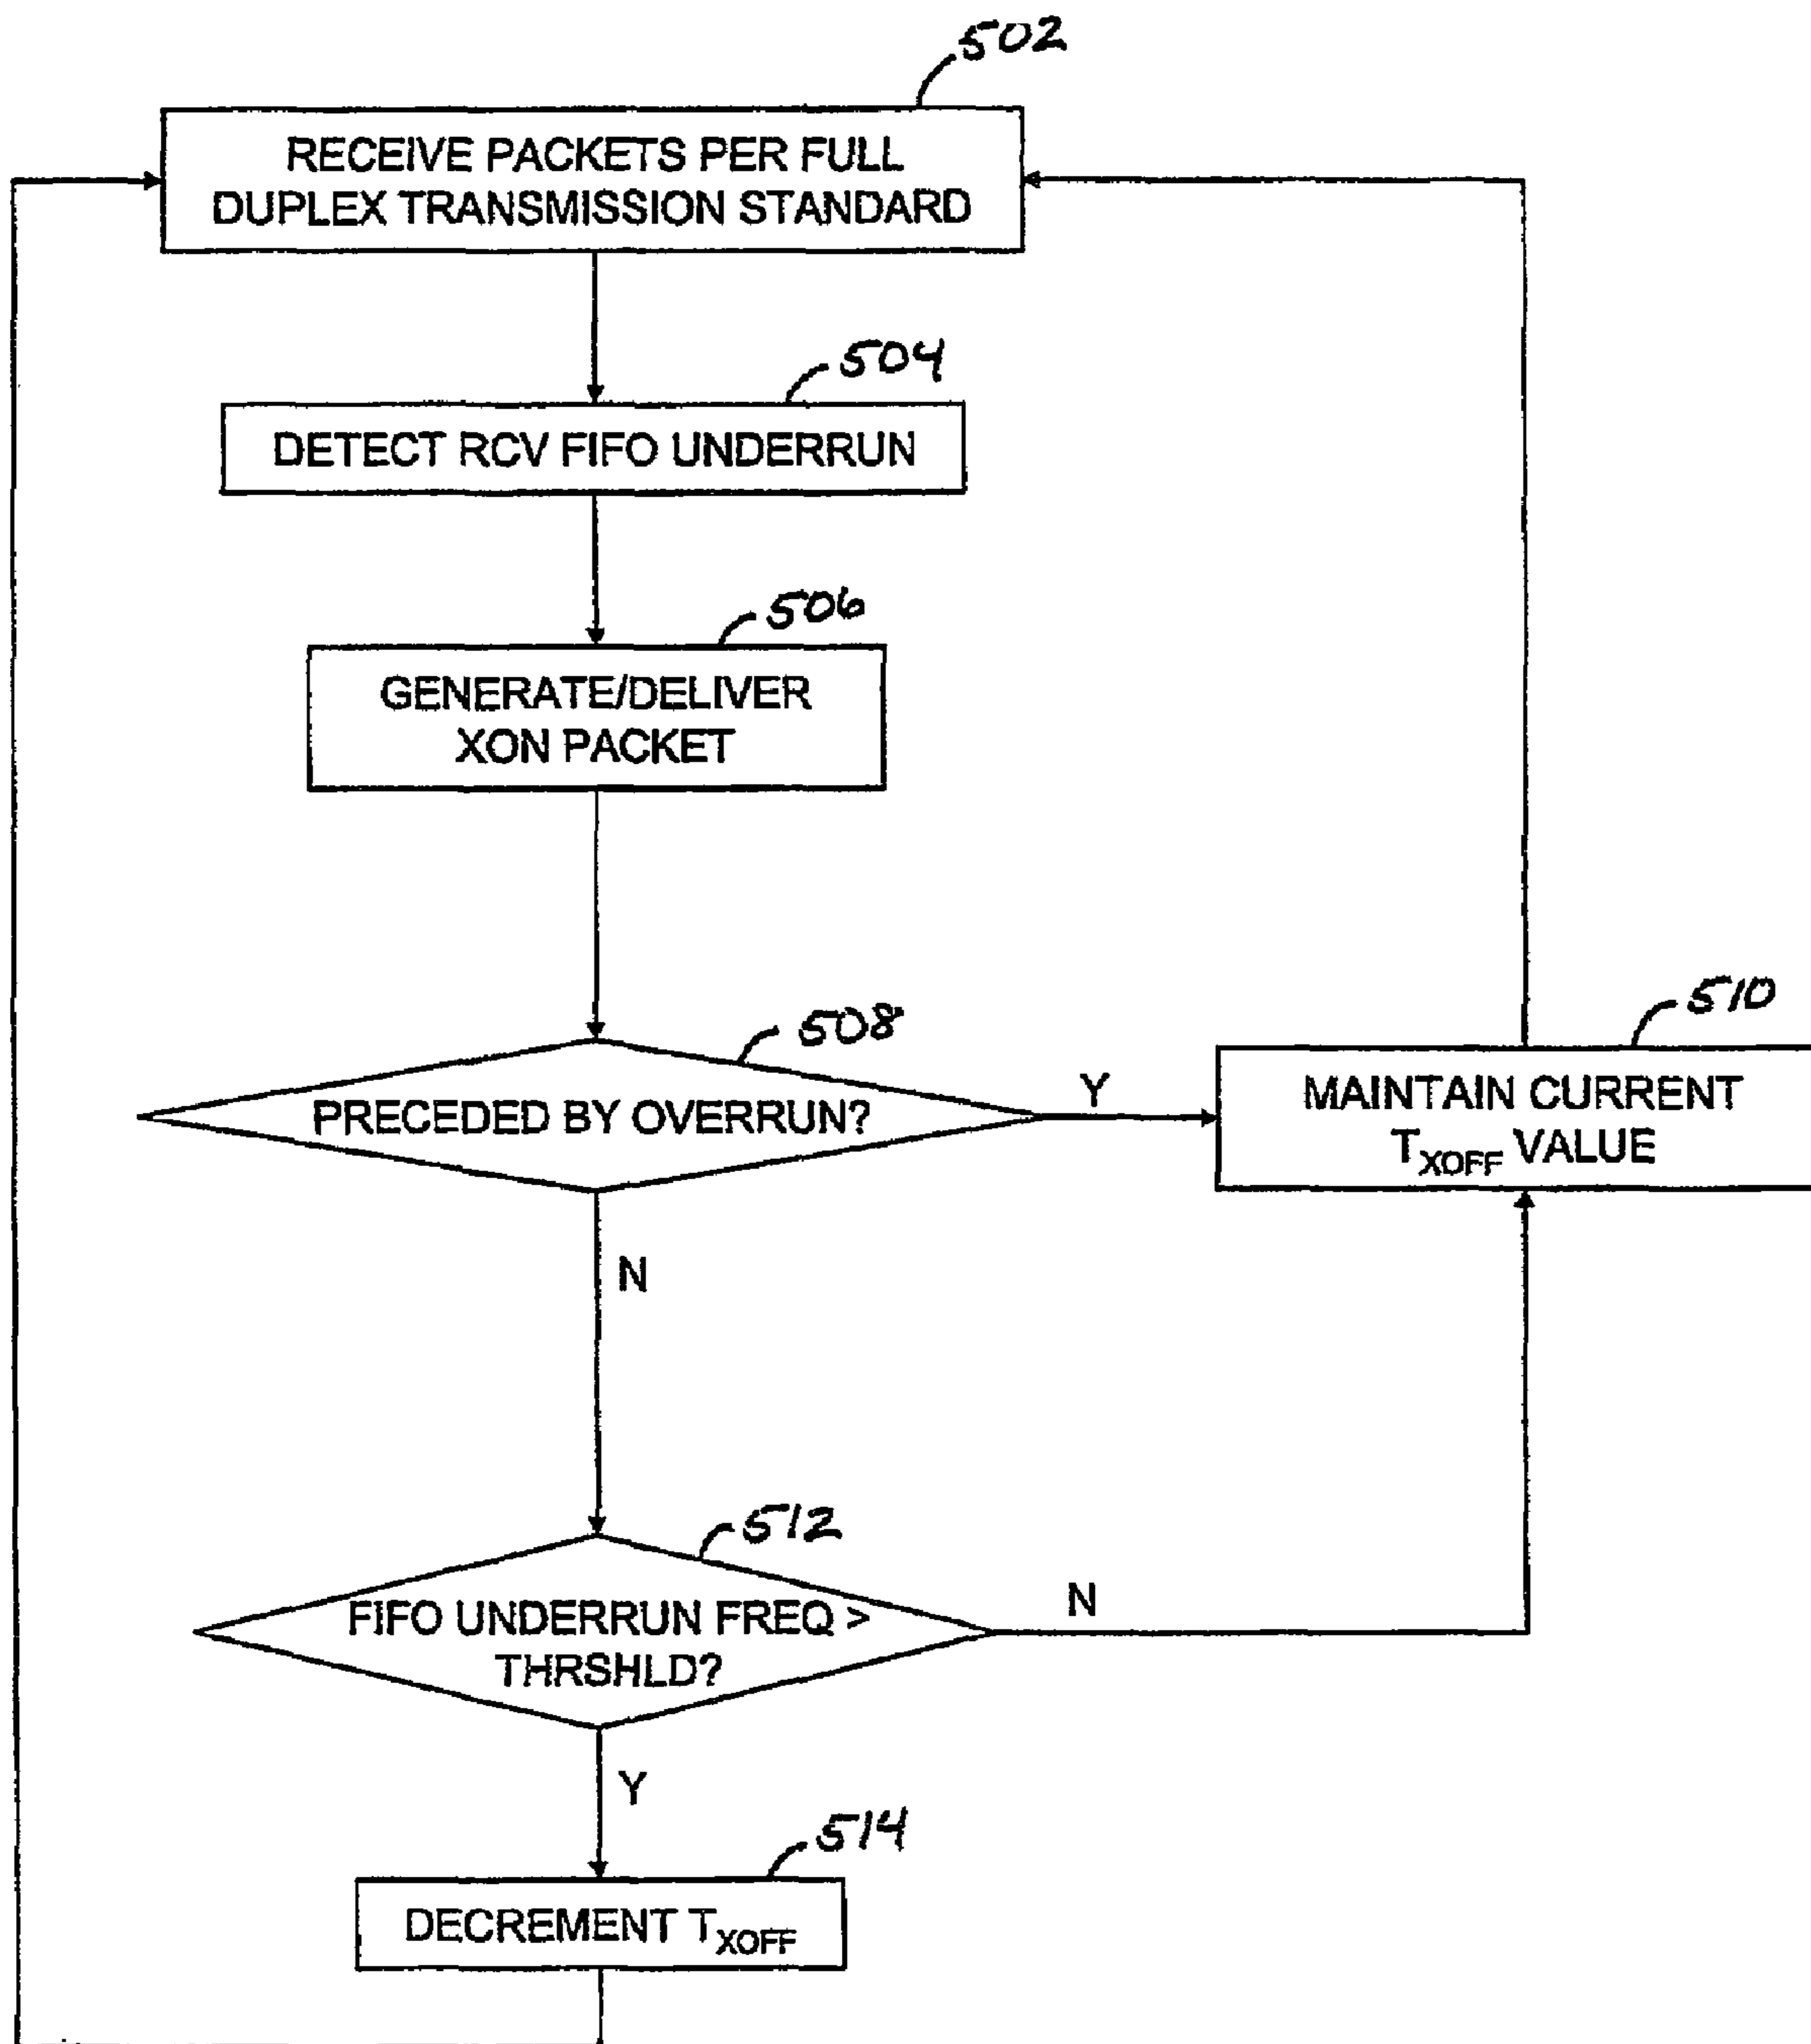 502
RECEIVE PACKETS PER FULL
DUPLEX TRANSMISSION STANDARD
504
DETECT RCV FIFO UNDERRUN
506
GENERATE/DELIVER
XON PACKET
508
PRECEDED BY OVERRUN?
Y
510
MAINTAIN CURRENT
TXOFF VALUE
N
512
FIFO UNDERRUN FREQ >
THRSHLD?
N
Y
514
DECREMENT TXOFF